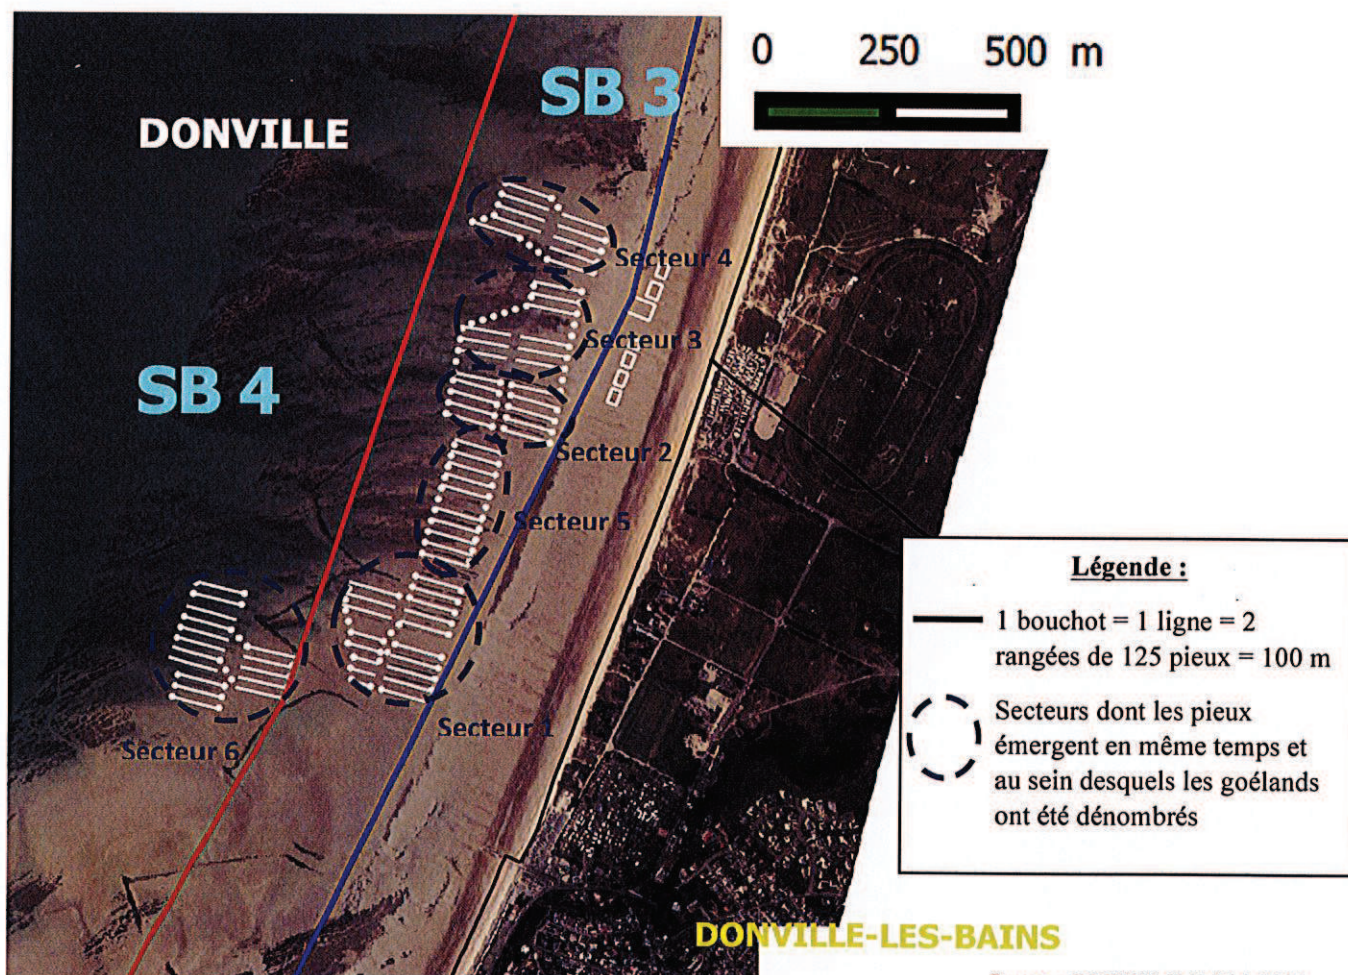 0 250 500 m
SB 3
DONVILLE
Secteur 4
Secteur 3
SB 4
Secteur 2
Secteur 5
Légende :
1 bouchot = 1 ligne = 2
rangées de 125 pieux = 100 m
Secteurs dont les pieux
émergent en même temps et
au sein desquels les goélands
ont été dénombrés
Secteur 1
Secteur 6
DONVILLE-LES-BAINS